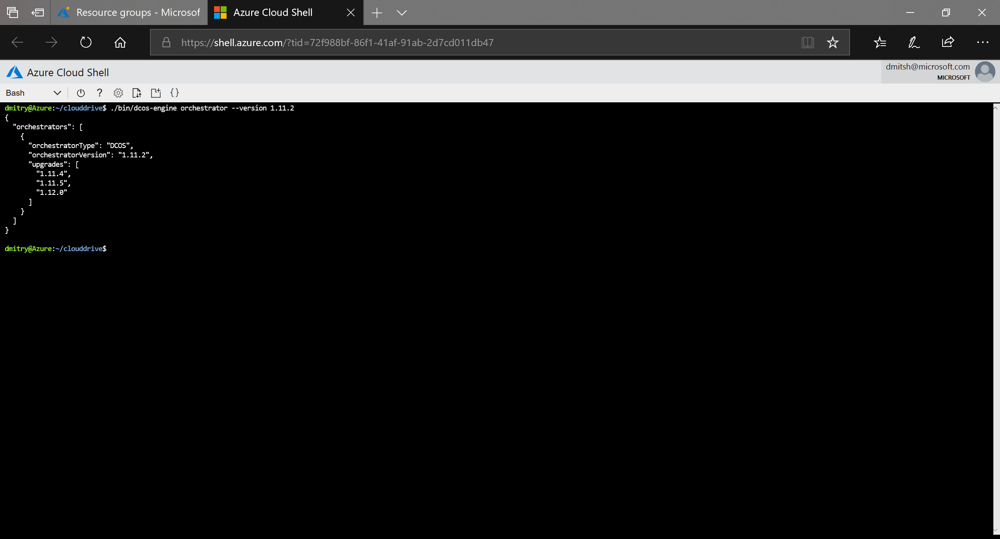 Resource groups - Microsof
Azure Cloud Shell
https://shell.azure.com/?tid=72f988bf-86f1-41af-91ab-2d7cd011db47
Azure Cloud Shell
dmitsh@microsoft.com
MICROSOFT
Bash
dmitry@Azure:~/clouddrive$ ./bin/dcos-engine orchestrator --version 1.11.2
{
  "orchestrators": [
    {
      "orchestratorType": "DCOS",
      "orchestratorVersion": "1.11.2",
      "upgrades": [
        "1.11.4",
        "1.11.5",
        "1.12.0"
      ]
    }
  ]
}
dmitry@Azure:~/clouddrive$